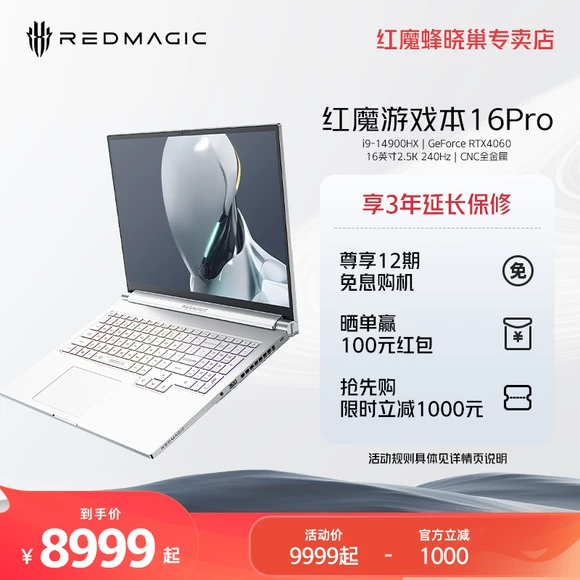 REDMAGIC
红魔蜂晓巢专卖店
红魔游戏本16Pro
i9-14900HX | GeForce RTX4060
16英寸2.5K 240Hz | CNC全金属
享3年延长保修
尊享12期
免息购机
免
晒单赢
100元红包
¥
抢先购
限时立减1000元
活动规则具体见详情页说明
REDMAGIC
REDMAGIC
到手价
¥8999起
活动价
9999起
-
官方立减
1000